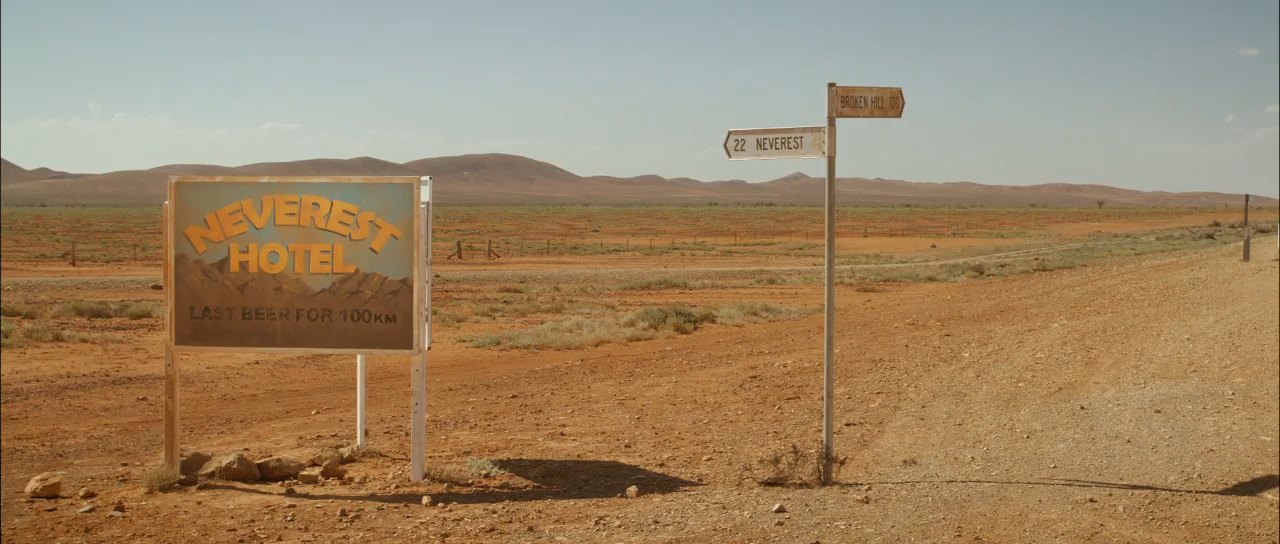 NEVEREST
HOTEL
LAST BEER FOR 100KM
22 NEVEREST
BROKEN HILL 100